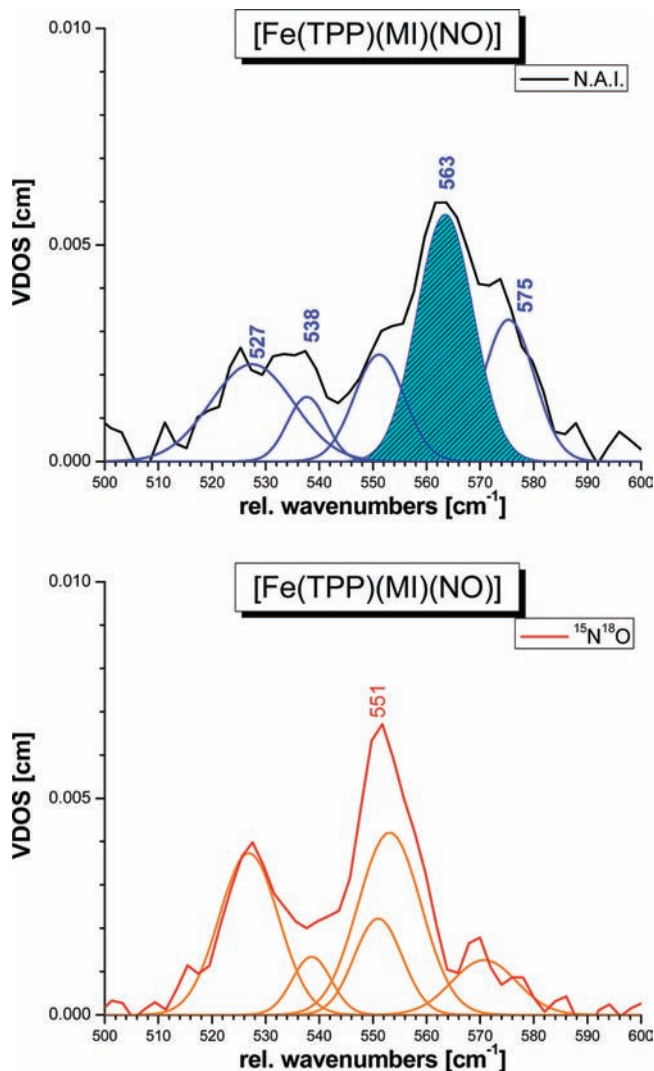 [Fe(TPP)(MI)(NO)]
N.A.I.
0.010
0.005
0.000
VDOS [cm]
527
538
563
575
500 510 520 530 540 550 560 570 580 590 600
rel. wavenumbers [cm⁻¹]
[Fe(TPP)(MI)(NO)]
¹⁵N¹⁸O
0.010
0.005
0.000
VDOS [cm]
551
500 510 520 530 540 550 560 570 580 590 600
rel. wavenumbers [cm⁻¹]